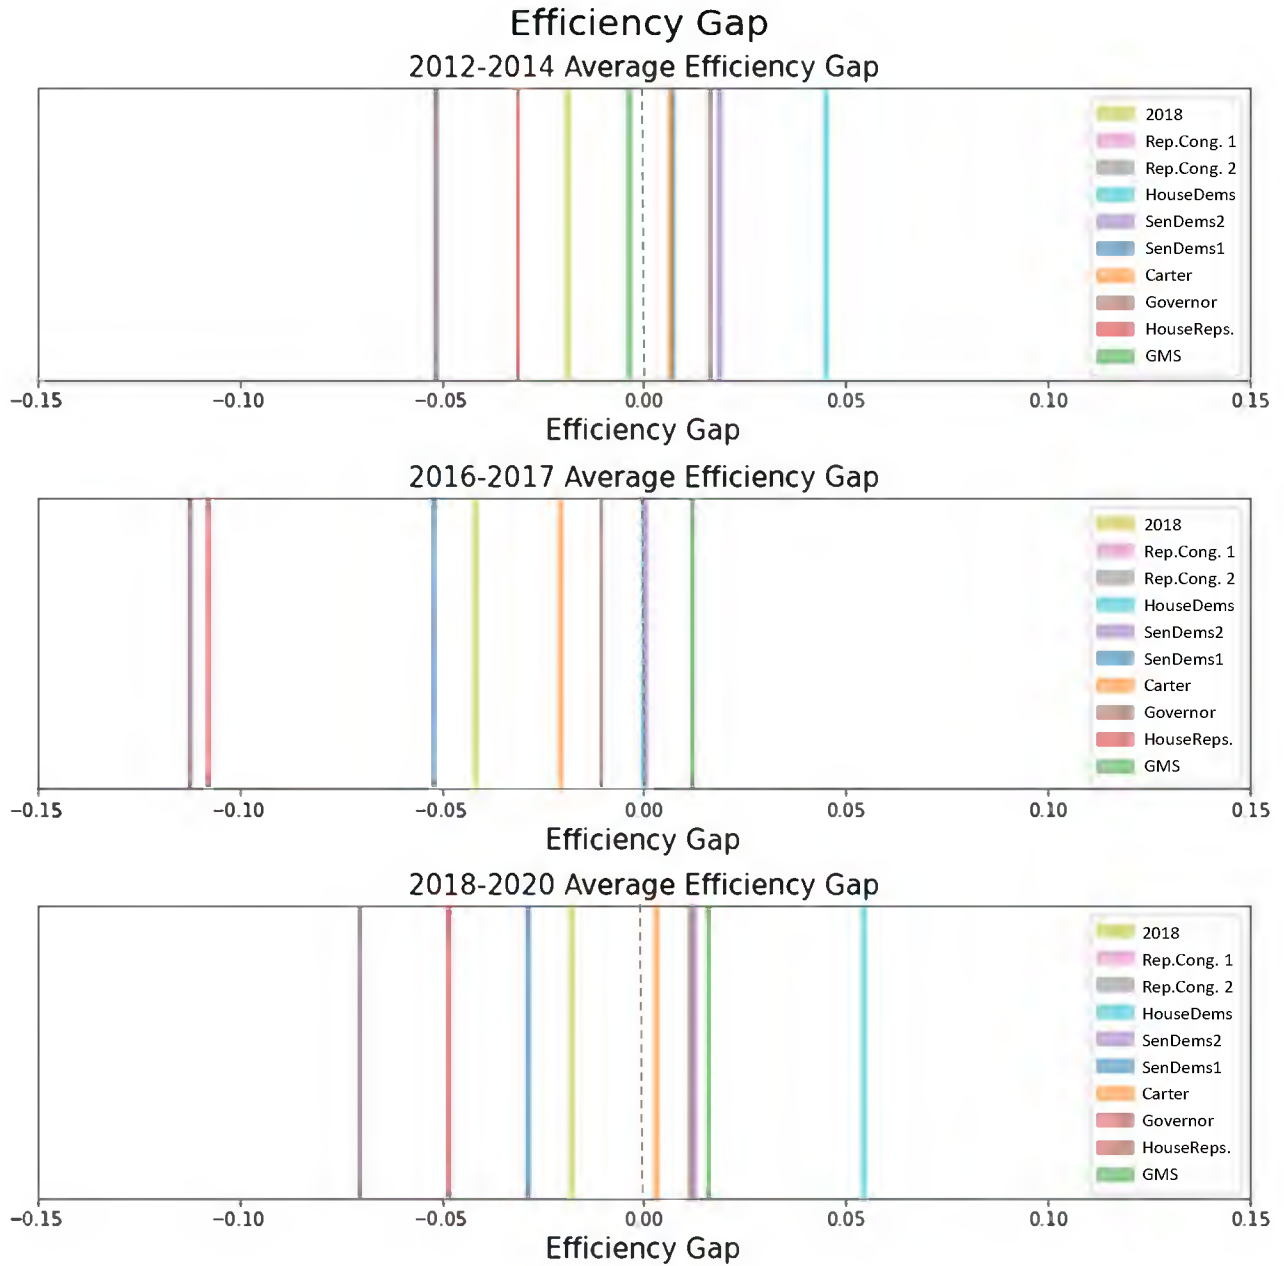 Efficiency Gap
2012-2014 Average Efficiency Gap
2018
Rep.Cong. 1
Rep.Cong. 2
HouseDems
SenDems2
SenDems1
Carter
Governor
HouseReps.
GMS
−0.15 −0.10 −0.05 0.00 0.05 0.10 0.15
Efficiency Gap
2016-2017 Average Efficiency Gap
2018
Rep.Cong. 1
Rep.Cong. 2
HouseDems
SenDems2
SenDems1
Carter
Governor
HouseReps.
GMS
−0.15 −0.10 −0.05 0.00 0.05 0.10 0.15
Efficiency Gap
2018-2020 Average Efficiency Gap
2018
Rep.Cong. 1
Rep.Cong. 2
HouseDems
SenDems2
SenDems1
Carter
Governor
HouseReps.
GMS
−0.15 −0.10 −0.05 0.00 0.05 0.10 0.15
Efficiency Gap